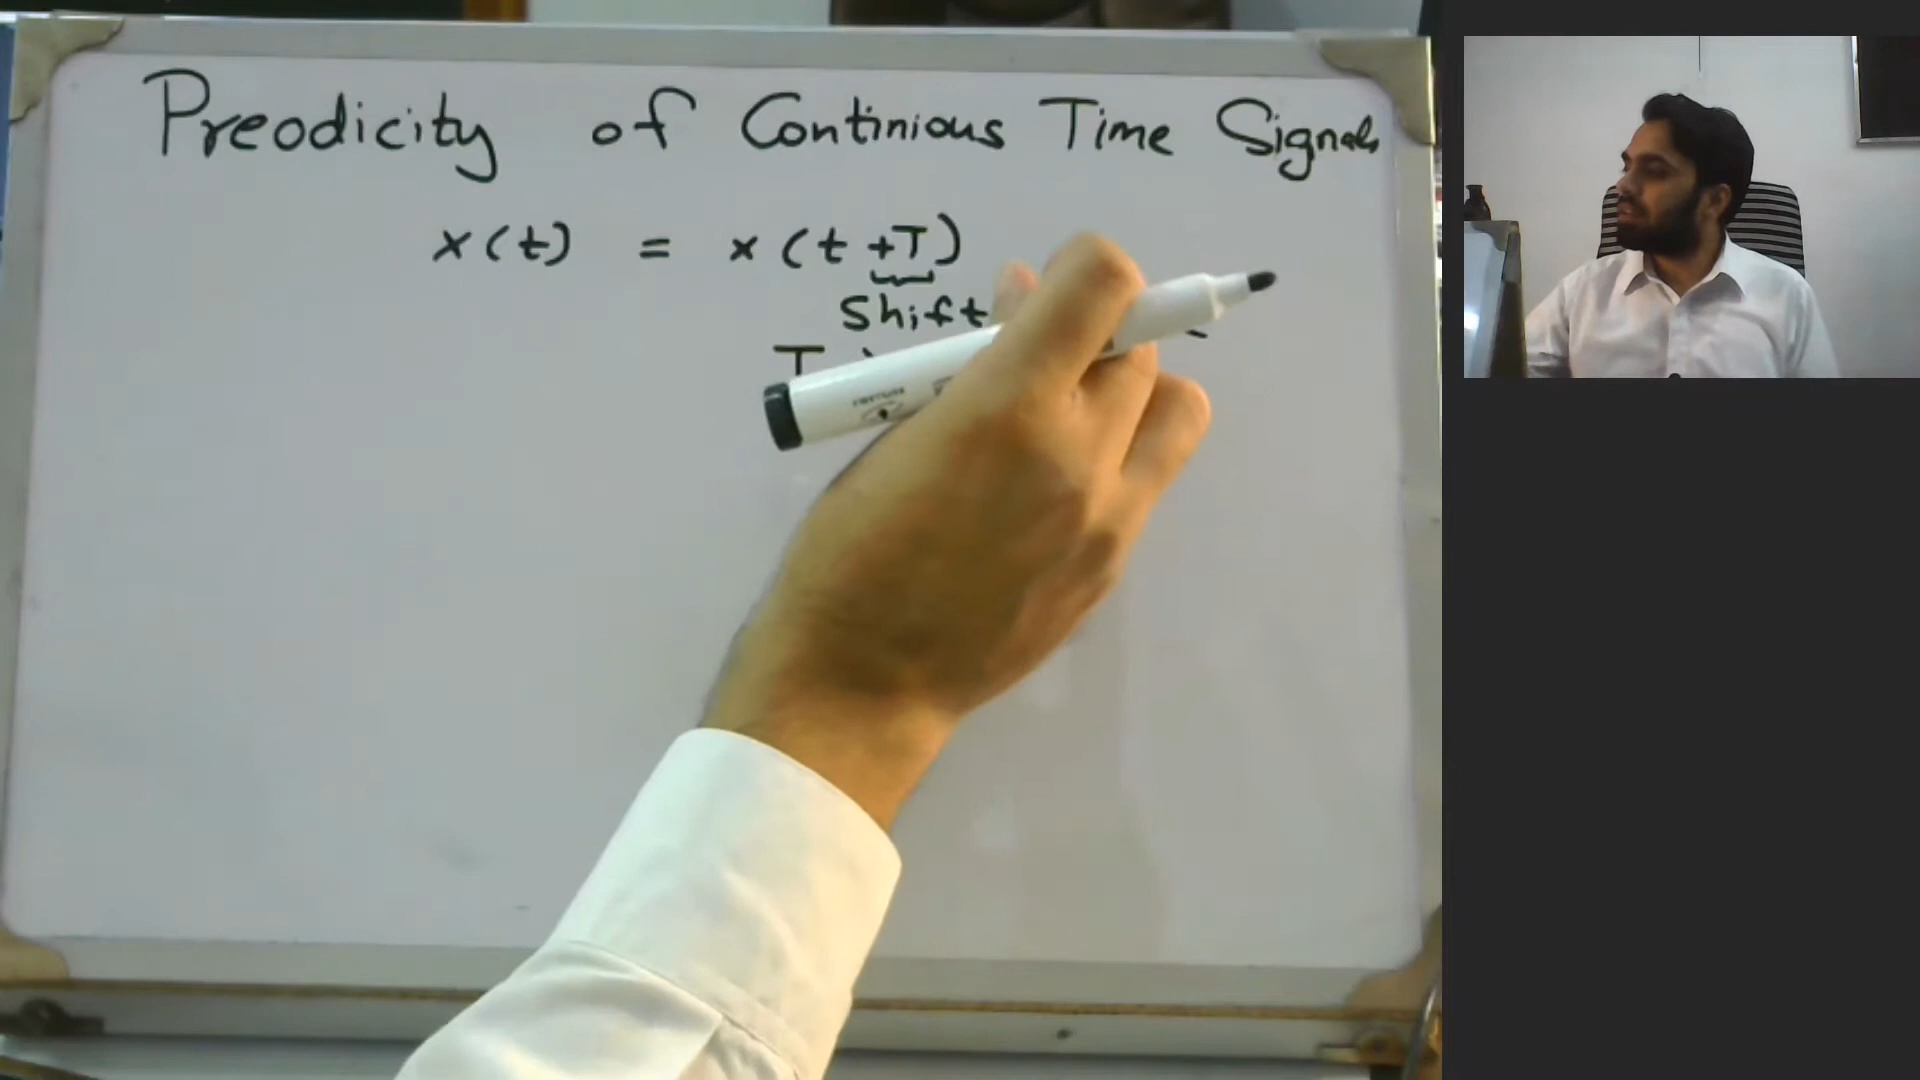 Preodicity of Continious Time Signals
x(t) = x(t+T)
Shift
T